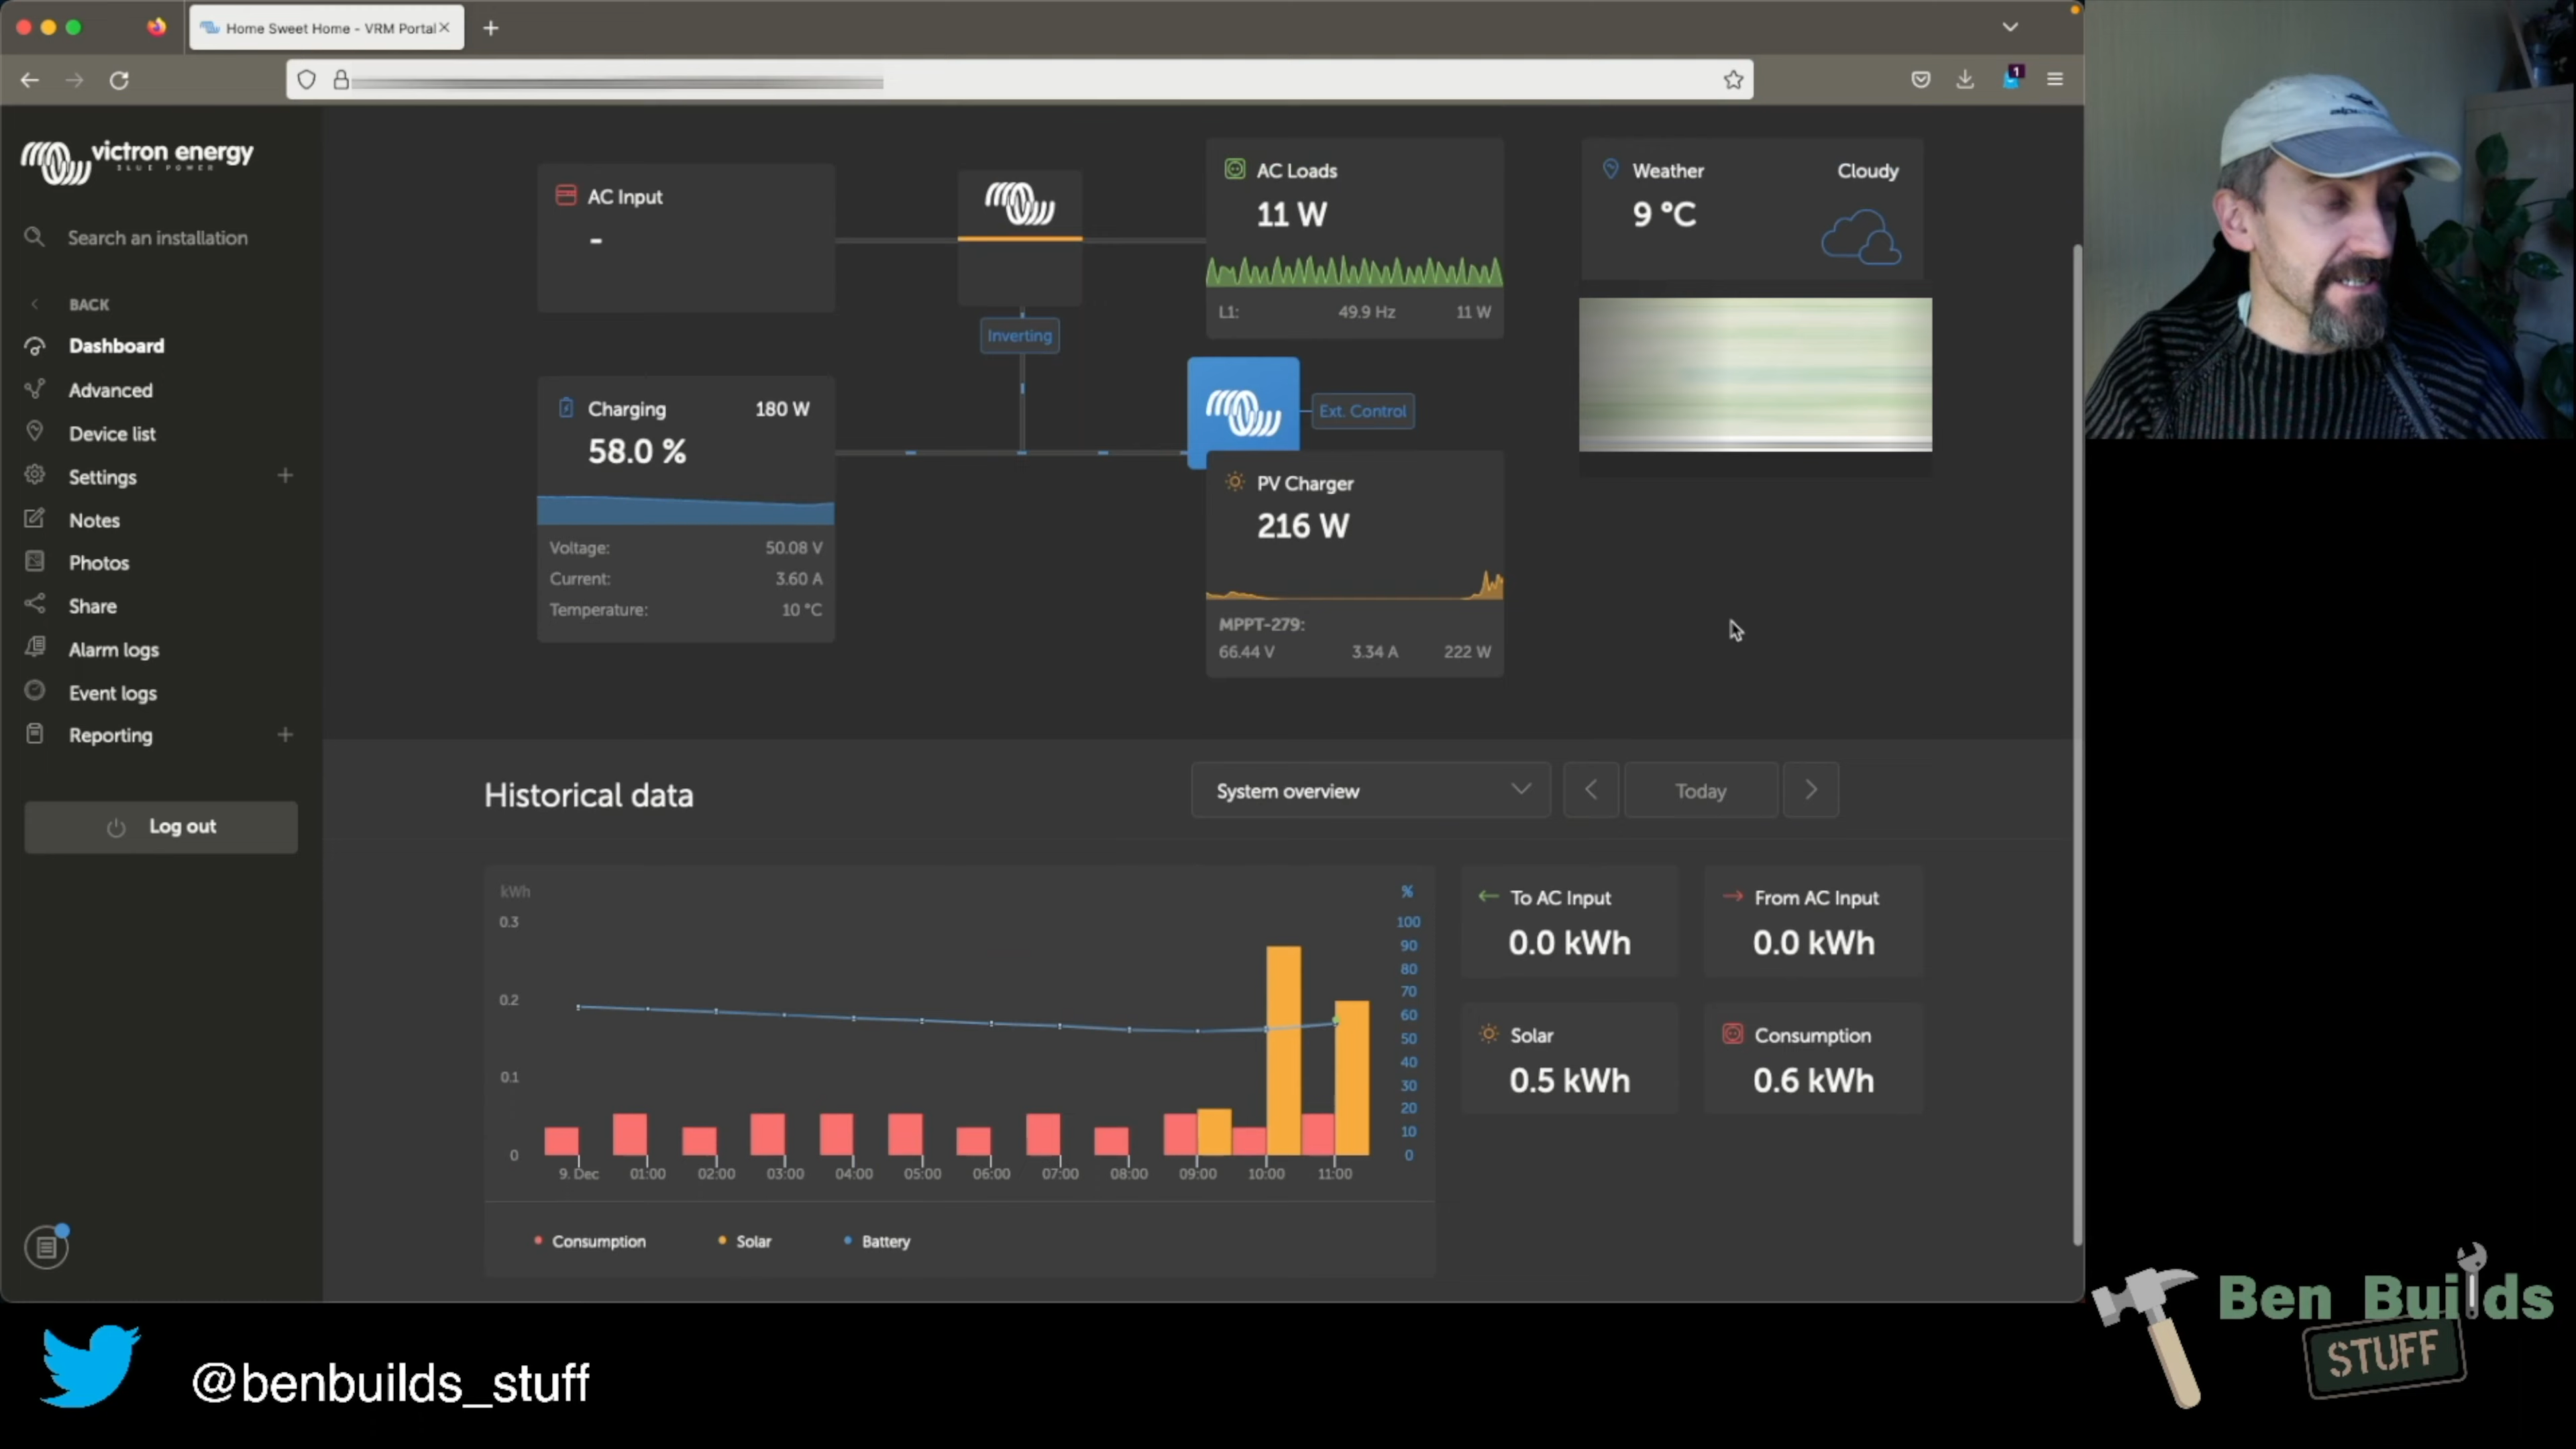 Home Sweet Home - VRM Portal
1
victron energy
BLUE POWER
Search an installation
BACK
Dashboard
Advanced
Device list
Settings
Notes
Photos
Share
Alarm logs
Event logs
Reporting
Log out
AC Input
-
Inverting
AC Loads
11 W
L1: 49.9 Hz 11 W
Weather Cloudy
9 °C
Charging 180 W
58.0 %
Voltage: 50.08 V
Current: 3.60 A
Temperature: 10 °C
Ext. Control
PV Charger
216 W
MPPT-279:
66.44 V 3.34 A 222 W
Historical data
System overview
Today
kWh %
0.3
0.2
0.1
0
100
90
80
70
60
50
40
30
20
10
0
9. Dec 01:00 02:00 03:00 04:00 05:00 06:00 07:00 08:00 09:00 10:00 11:00
Consumption Solar Battery
To AC Input
0.0 kWh
From AC Input
0.0 kWh
Solar
0.5 kWh
Consumption
0.6 kWh
@benbuilds_stuff
Ben Builds
STUFF